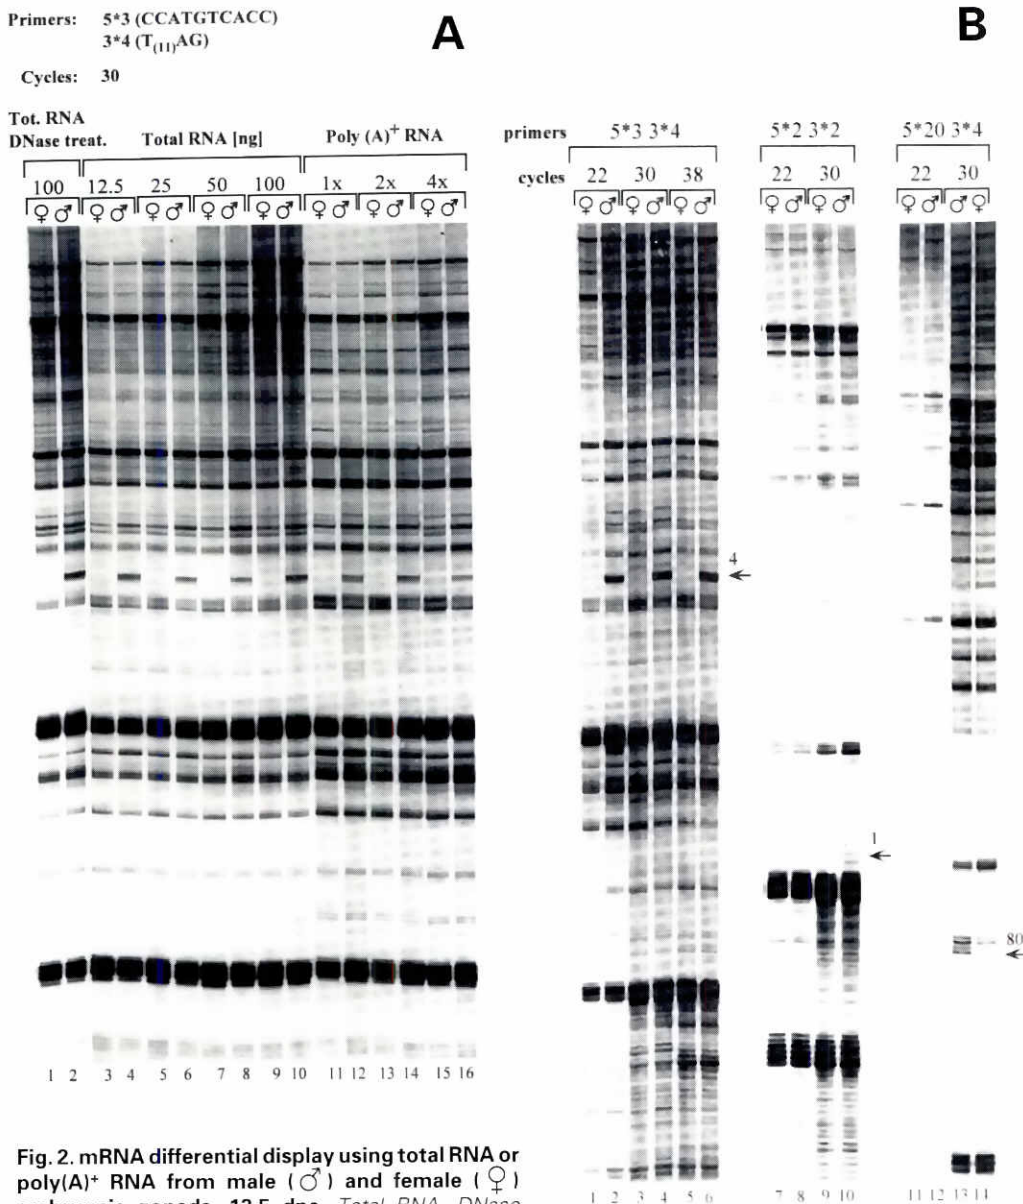 Primers: 5*3 (CCATGTCACC)
3*4 (T(11)AG)
Cycles: 30
A
B
Tot. RNA
DNase treat. Total RNA [ng] Poly (A)+ RNA
100 12.5 25 50 100 1x 2x 4x
♀ ♂ ♀ ♂ ♀ ♂ ♀ ♂ ♀ ♂ ♀ ♂ ♀ ♂ ♀ ♂
1 2 3 4 5 6 7 8 9 10 11 12 13 14 15 16
primers 5*3 3*4 5*2 3*2 5*20 3*4
cycles 22 30 38 22 30 22 30
♀ ♂ ♀ ♂ ♀ ♂ ♀ ♂ ♀ ♂ ♀ ♂ ♂ ♀
4
1
80
1 2 3 4 5 6 7 8 9 10 11 12 13
Fig. 2. mRNA differential display using total RNA or
poly(A)+ RNA from male (♂) and female (♀)